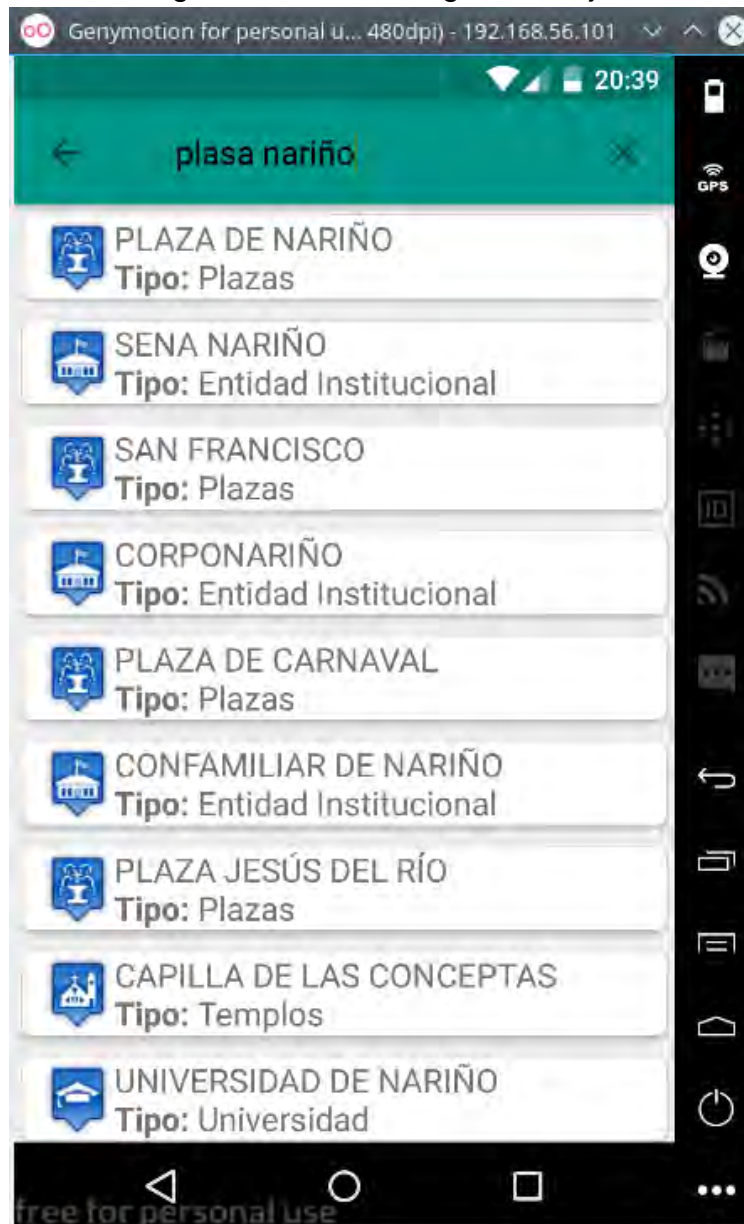 Genymotion for personal u... 480dpi) - 192.168.56.101
20:39
plasa nariño
GPS
PLAZA DE NARIÑO
Tipo: Plazas
SENA NARIÑO
Tipo: Entidad Institucional
SAN FRANCISCO
Tipo: Plazas
CORPONARIÑO
Tipo: Entidad Institucional
ID
PLAZA DE CARNAVAL
Tipo: Plazas
CONFAMILIAR DE NARIÑO
Tipo: Entidad Institucional
PLAZA JESÚS DEL RÍO
Tipo: Plazas
CAPILLA DE LAS CONCEPTAS
Tipo: Templos
UNIVERSIDAD DE NARIÑO
Tipo: Universidad
free for personal use